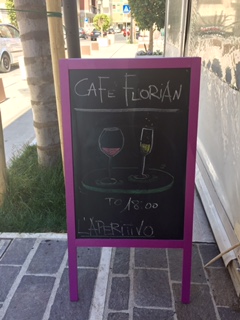 CAFE FLORIAN
TO 18:00
L'APERITIVO